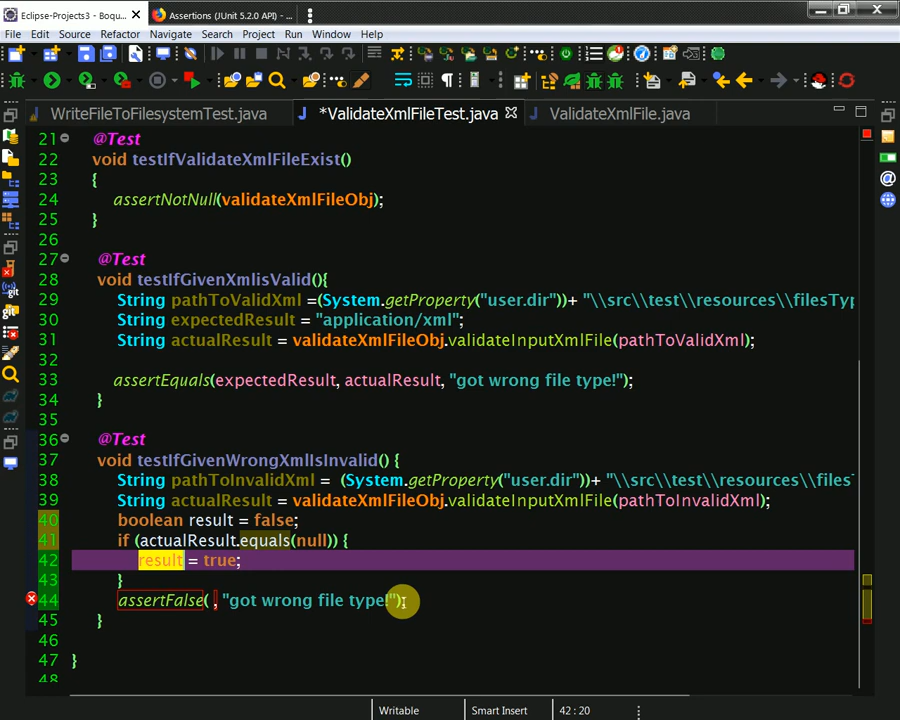 Eclipse-Projects3 - Boqu...
Assertions (JUnit 5.2.0 API) - ...
File Edit Source Refactor Navigate Search Project Run Window Help
WriteFileToFilesystemTest.java
*ValidateXmlFileTest.java
ValidateXmlFile.java
21 @Test
22 void testIfValidateXmlFileExist()
23 {
24 assertNotNull(validateXmlFileObj);
25 }
26
27 @Test
28 void testIfGivenXmlisValid(){
29 String pathToValidXml =(System.getProperty("user.dir"))+ "\\src\\test\\resources\\filesTyp
30 String expectedResult = "application/xml";
31 String actualResult = validateXmlFileObj.validateInputXmlFile(pathToValidXml);
32
33 assertEquals(expectedResult, actualResult, "got wrong file type!");
34 }
35
36 @Test
37 void testIfGivenWrongXmlIsInvalid() {
38 String pathToInvalidXml = (System.getProperty("user.dir"))+ "\\src\\test\\resources\\filesT
39 String actualResult = validateXmlFileObj.validateInputXmlFile(pathToInvalidXml);
40 boolean result = false;
41 if (actualResult.equals(null)) {
42 result = true;
43 }
44 assertFalse( , "got wrong file type!");
45 }
46
47 }
48
Writable Smart Insert 42 : 20